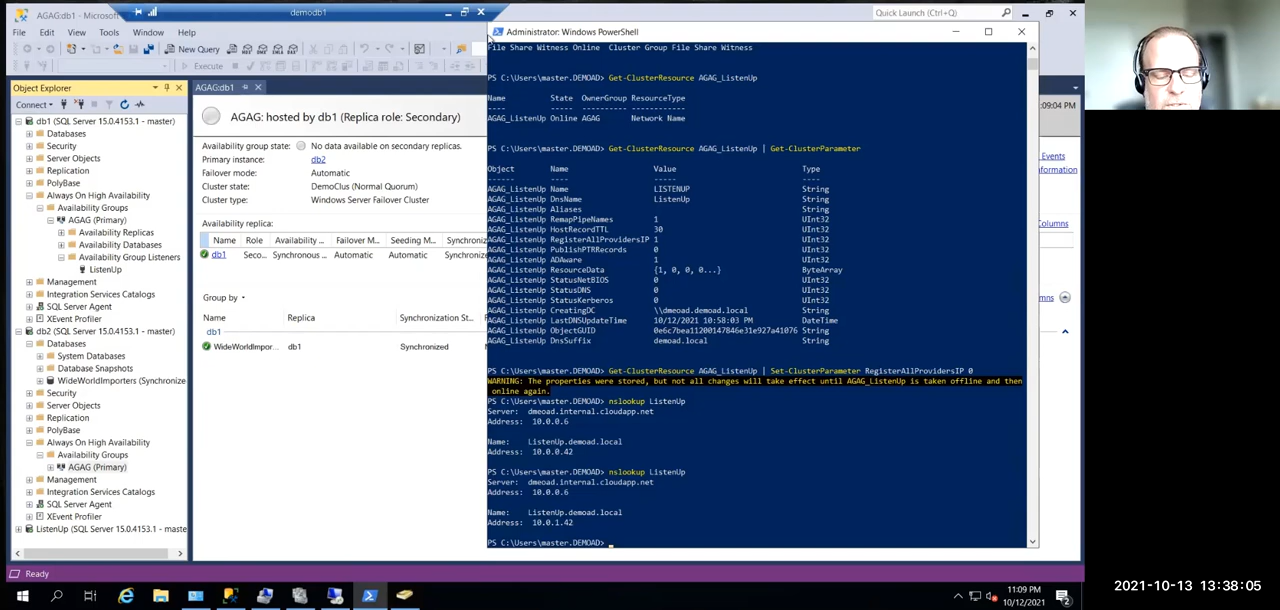 AGAG:db1 - Microsoft
demodb1
Quick Launch (Ctrl+Q)
File Edit View Tools Window Help
New Query
Execute
Object Explorer
Connect
db1 (SQL Server 15.0.4153.1 - master)
Databases
Security
Server Objects
Replication
PolyBase
Always On High Availability
Availability Groups
AGAG (Primary)
Availability Replicas
Availability Databases
Availability Group Listeners
ListenUp
Management
Integration Services Catalogs
SQL Server Agent
XEvent Profiler
db2 (SQL Server 15.0.4153.1 - maste
Databases
System Databases
Database Snapshots
WideWorldImporters (Synchronize
Security
Server Objects
Replication
PolyBase
Always On High Availability
Availability Groups
AGAG (Primary)
Management
Integration Services Catalogs
SQL Server Agent
XEvent Profiler
ListenUp (SQL Server 15.0.4153.1 - maste
AGAG:db1
AGAG: hosted by db1 (Replica role: Secondary)
Availability group state: No data available on secondary replicas.
Primary instance: db2
Failover mode: Automatic
Cluster state: DemoClus (Normal Quorum)
Cluster type: Windows Server Failover Cluster
Availability replica:
Name Role Availability ... Failover M... Seeding M... Synchroniz
db1 Seco... Synchronous ... Automatic Automatic Synchronize
Group by
Name Replica Synchronization St...
db1
WideWorldImpor... db1 Synchronized
Administrator: Windows PowerShell
File Share Witness Online Cluster Group File Share Witness
PS C:\Users\master.DEMOAD> Get-ClusterResource AGAG_ListenUp
Name State OwnerGroup ResourceType
---- ----- ---------- ------------
AGAG_ListenUp Online AGAG Network Name
PS C:\Users\master.DEMOAD> Get-ClusterResource AGAG_ListenUp | Get-ClusterParameter
Object Name Value Type
------ ---- ----- ----
AGAG_ListenUp Name LISTENUP String
AGAG_ListenUp DnsName ListenUp String
AGAG_ListenUp Aliases String
AGAG_ListenUp RemapPipeNames 1 UInt32
AGAG_ListenUp HostRecordTTL 30 UInt32
AGAG_ListenUp RegisterAllProvidersIP 1 UInt32
AGAG_ListenUp PublishPTRRecords 0 UInt32
AGAG_ListenUp ADAware 1 UInt32
AGAG_ListenUp ResourceData {1, 0, 0, 0...} ByteArray
AGAG_ListenUp StatusNetBIOS 0 UInt32
AGAG_ListenUp StatusDNS 0 UInt32
AGAG_ListenUp StatusKerberos 0 UInt32
AGAG_ListenUp CreatingDC \\dmeoad.demoad.local String
AGAG_ListenUp LastDNSUpdateTime 10/12/2021 10:58:03 PM DateTime
AGAG_ListenUp ObjectGUID 0e6c7bea11200147846e31e927a41076 String
AGAG_ListenUp DnsSuffix demoad.local String
PS C:\Users\master.DEMOAD> Get-ClusterResource AGAG_ListenUp | Set-ClusterParameter RegisterAllProvidersIP 0
WARNING: The properties were stored, but not all changes will take effect until AGAG_ListenUp is taken offline and then
online again.
PS C:\Users\master.DEMOAD> nslookup ListenUp
Server: dmeoad.internal.cloudapp.net
Address: 10.0.0.6
Name: ListenUp.demoad.local
Address: 10.0.0.42
PS C:\Users\master.DEMOAD> nslookup ListenUp
Server: dmeoad.internal.cloudapp.net
Address: 10.0.0.6
Name: ListenUp.demoad.local
Address: 10.0.1.42
PS C:\Users\master.DEMOAD>
:09:04 PM
Events
formation
Columns
mns
Ready
11:09 PM
10/12/2021
2
2021-10-13 13:38:05